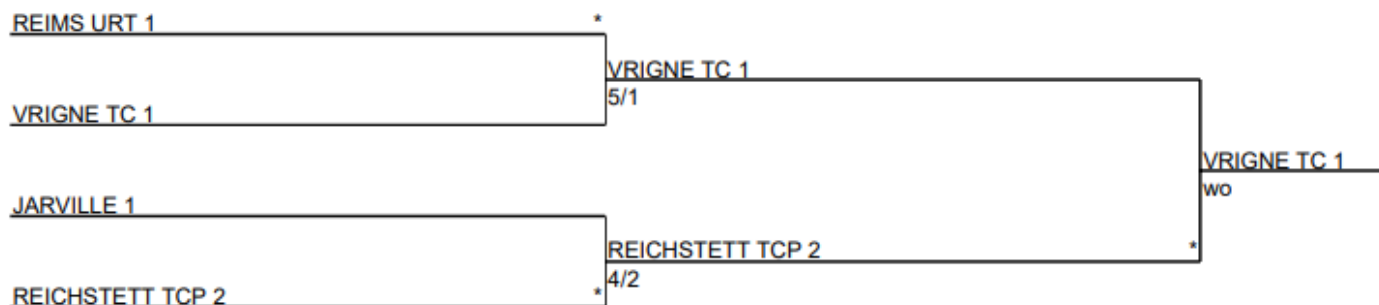 REIMS URT 1 *
VRIGNE TC 1
5/1
VRIGNE TC 1
VRIGNE TC 1
wo
JARVILLE 1
REICHSTETT TCP 2 *
4/2
REICHSTETT TCP 2 *